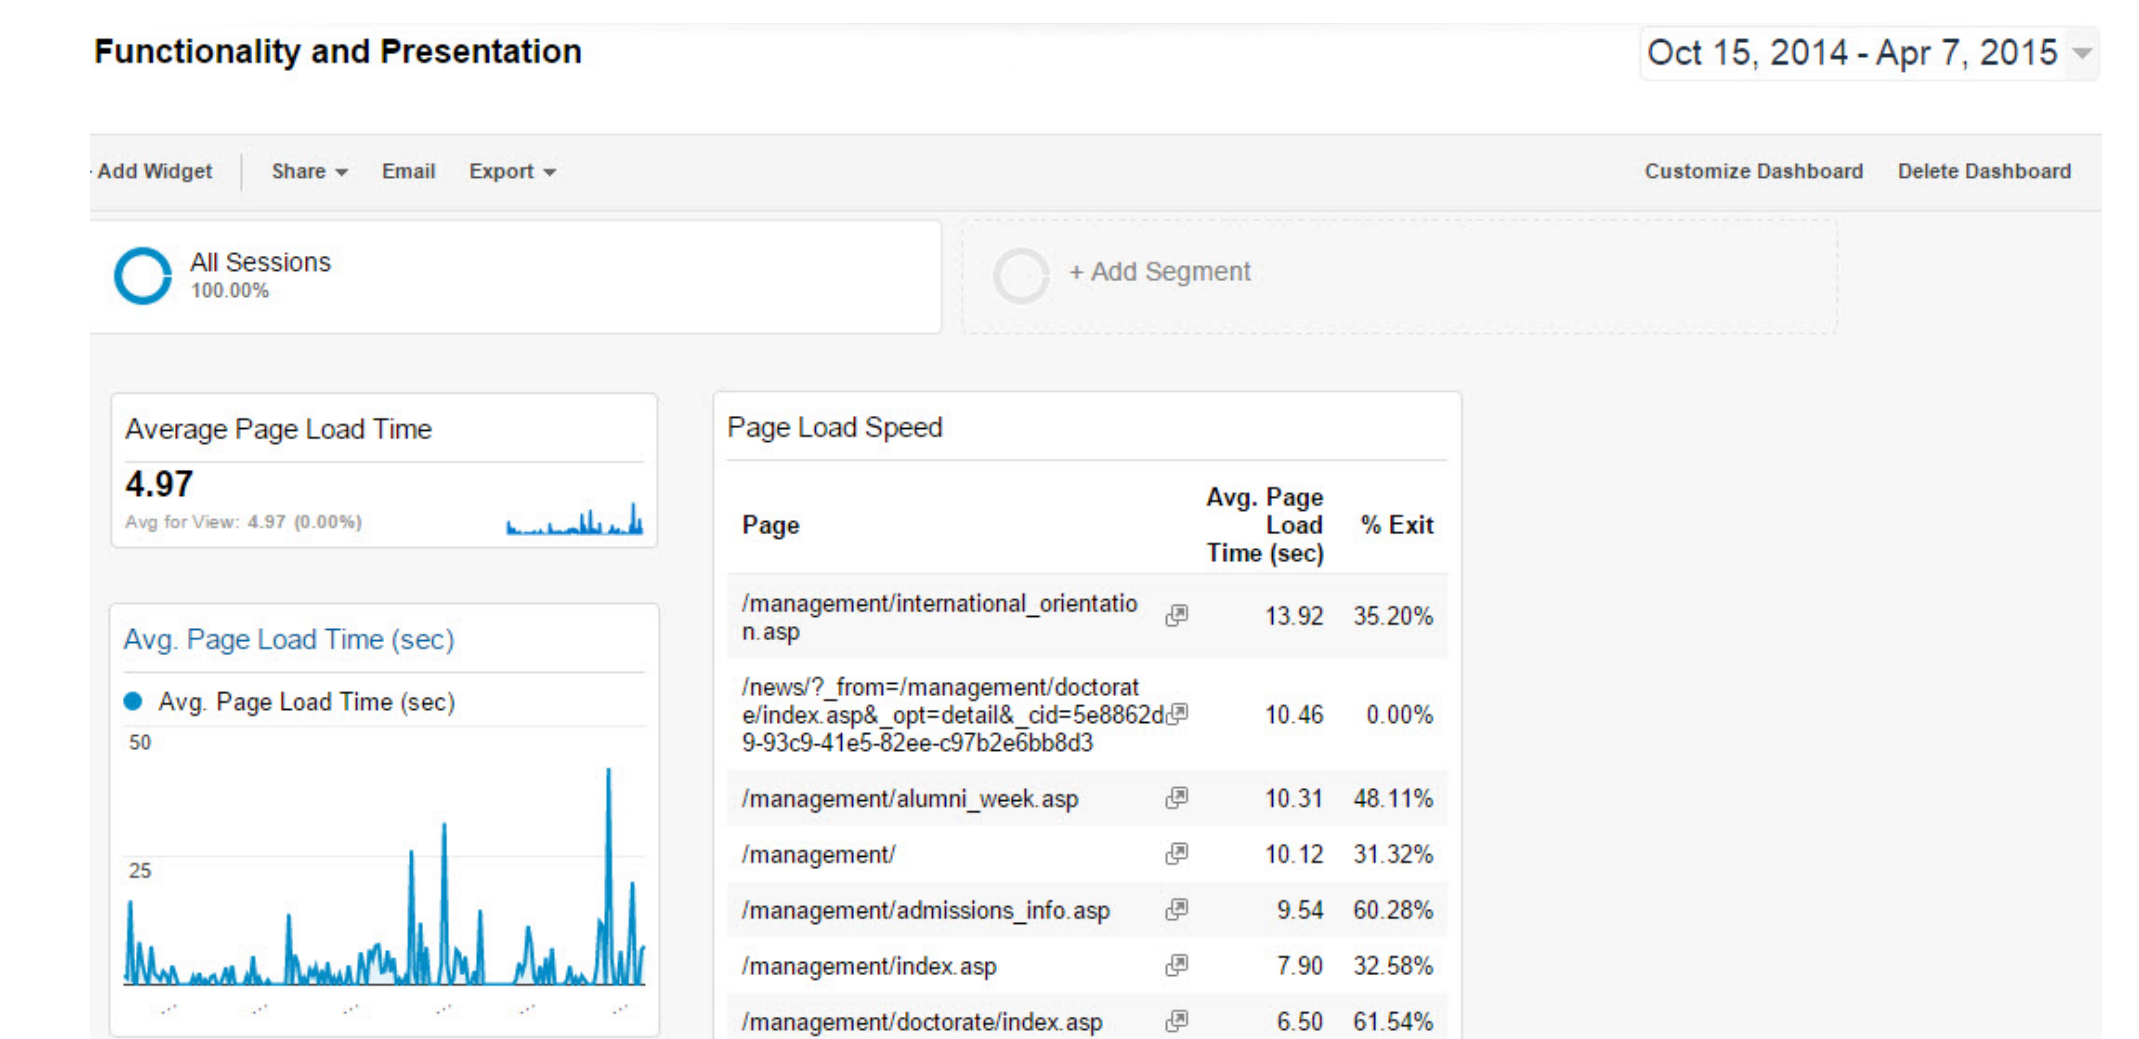 Functionality and Presentation
Oct 15, 2014 - Apr 7, 2015
Add Widget
Share
Email
Export
Customize Dashboard
Delete Dashboard
All Sessions
100.00%
+ Add Segment
Average Page Load Time
4.97
Avg for View: 4.97 (0.00%)
Avg. Page Load Time (sec)
Avg. Page Load Time (sec)
50
25
Page Load Speed
Page
Avg. Page
Load
Time (sec)
% Exit
/management/international_orientatio
n.asp
13.92 35.20%
/news/?_from=/management/doctorat
e/index.asp&_opt=detail&_cid=5e8862d
9-93c9-41e5-82ee-c97b2e6bb8d3
10.46 0.00%
/management/alumni_week.asp 10.31 48.11%
/management/ 10.12 31.32%
/management/admissions_info.asp 9.54 60.28%
/management/index.asp 7.90 32.58%
/management/doctorate/index.asp 6.50 61.54%